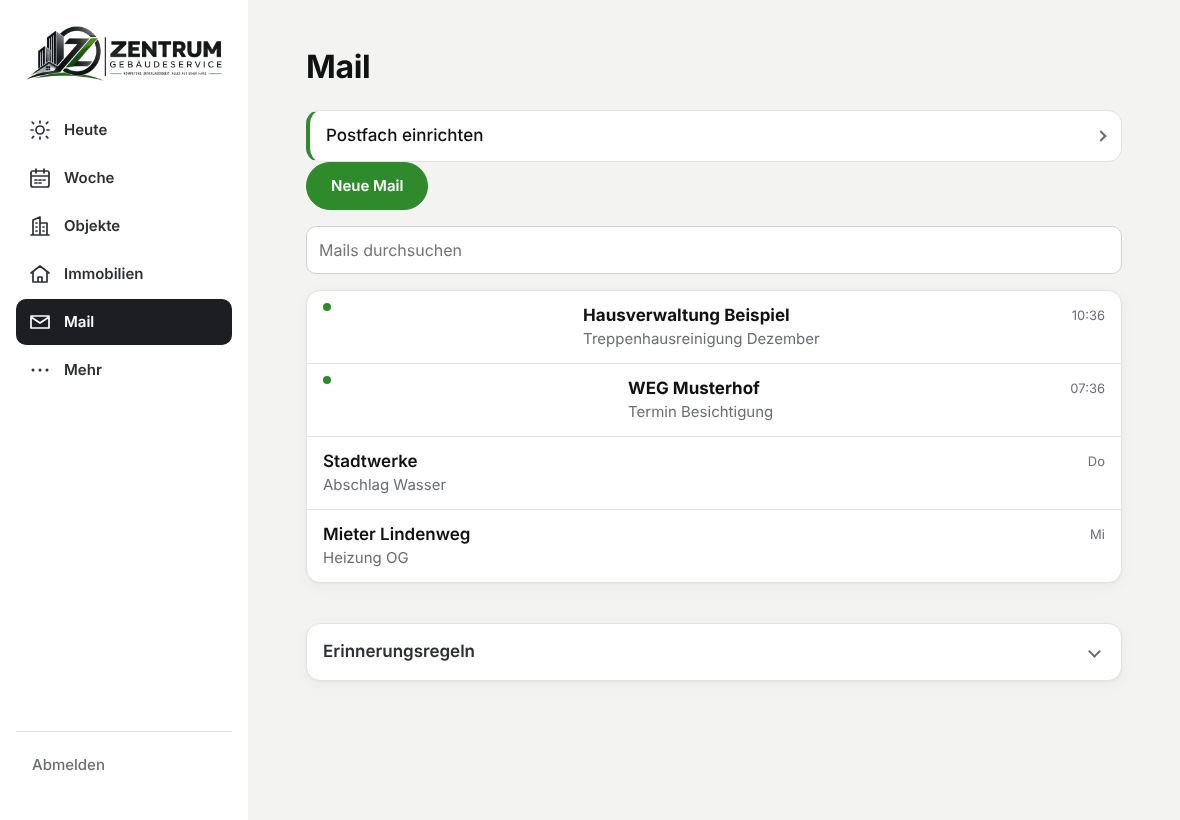 ZENTRUM
GEBÄUDESERVICE
Heute
Woche
Objekte
Immobilien
Mail
Mehr
Abmelden
Mail
Postfach einrichten
Neue Mail
Mails durchsuchen
Hausverwaltung Beispiel 10:36
Treppenhausreinigung Dezember
WEG Musterhof 07:36
Termin Besichtigung
Stadtwerke Do
Abschlag Wasser
Mieter Lindenweg Mi
Heizung OG
Erinnerungsregeln